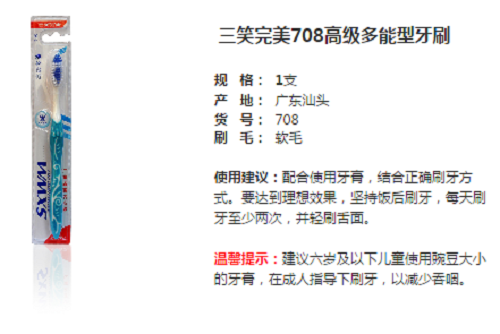 三笑完美708高级多能型牙刷
规 格： 1支
产 地： 广东汕头
货 号： 708
刷 毛： 软毛
使用建议：配合使用牙膏，结合正确刷牙方
式。要达到理想效果，坚持饭后刷牙，每天刷
牙至少两次，并轻刷舌面。
温馨提示：建议六岁及以下儿童使用豌豆大小
的牙膏，在成人指导下刷牙，以减少吞咽。